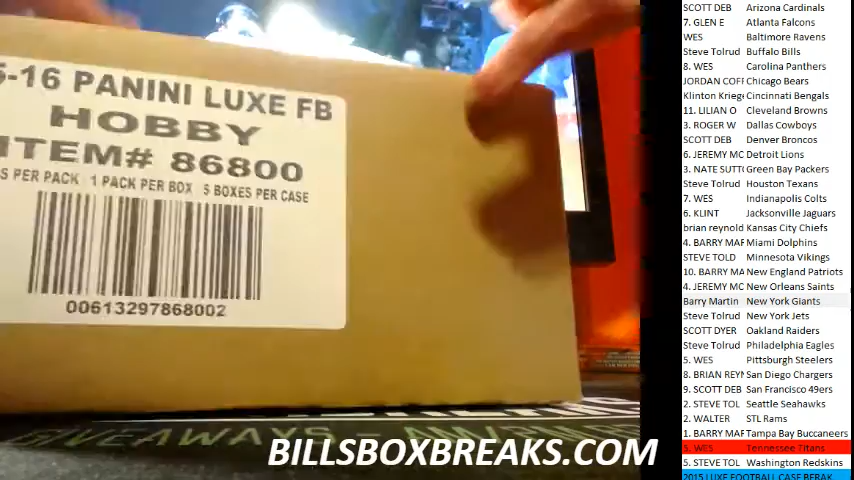 5-16 PANINI LUXE FB
HOBBY
ITEM# 86800
S PER PACK 1 PACK PER BOX 5 BOXES PER CASE
00613297868002
GIVEAWAYS
BILLSBOXBREAKS.COM
SCOTT DEB Arizona Cardinals
7. GLEN E Atlanta Falcons
WES Baltimore Ravens
Steve Tolrud Buffalo Bills
8. WES Carolina Panthers
JORDAN COFF Chicago Bears
Klinton Krieg Cincinnati Bengals
11. LILIAN O Cleveland Browns
3. ROGER W Dallas Cowboys
SCOTT DEB Denver Broncos
6. JEREMY MC Detroit Lions
3. NATE SUTT Green Bay Packers
Steve Tolrud Houston Texans
7. WES Indianapolis Colts
6. KLINT Jacksonville Jaguars
brian reynold Kansas City Chiefs
4. BARRY MAR Miami Dolphins
STEVE TOLD Minnesota Vikings
10. BARRY MA New England Patriots
4. JEREMY MC New Orleans Saints
Barry Martin New York Giants
Steve Tolrud New York Jets
SCOTT DYER Oakland Raiders
Steve Tolrud Philadelphia Eagles
5. WES Pittsburgh Steelers
8. BRIAN REYN San Diego Chargers
9. SCOTT DEB San Francisco 49ers
2. STEVE TOL Seattle Seahawks
2. WALTER STL Rams
1. BARRY MAR Tampa Bay Buccaneers
5. WES Tennessee Titans
5. STEVE TOL Washington Redskins
2015 LUXE FOOTBALL CASE BERAK